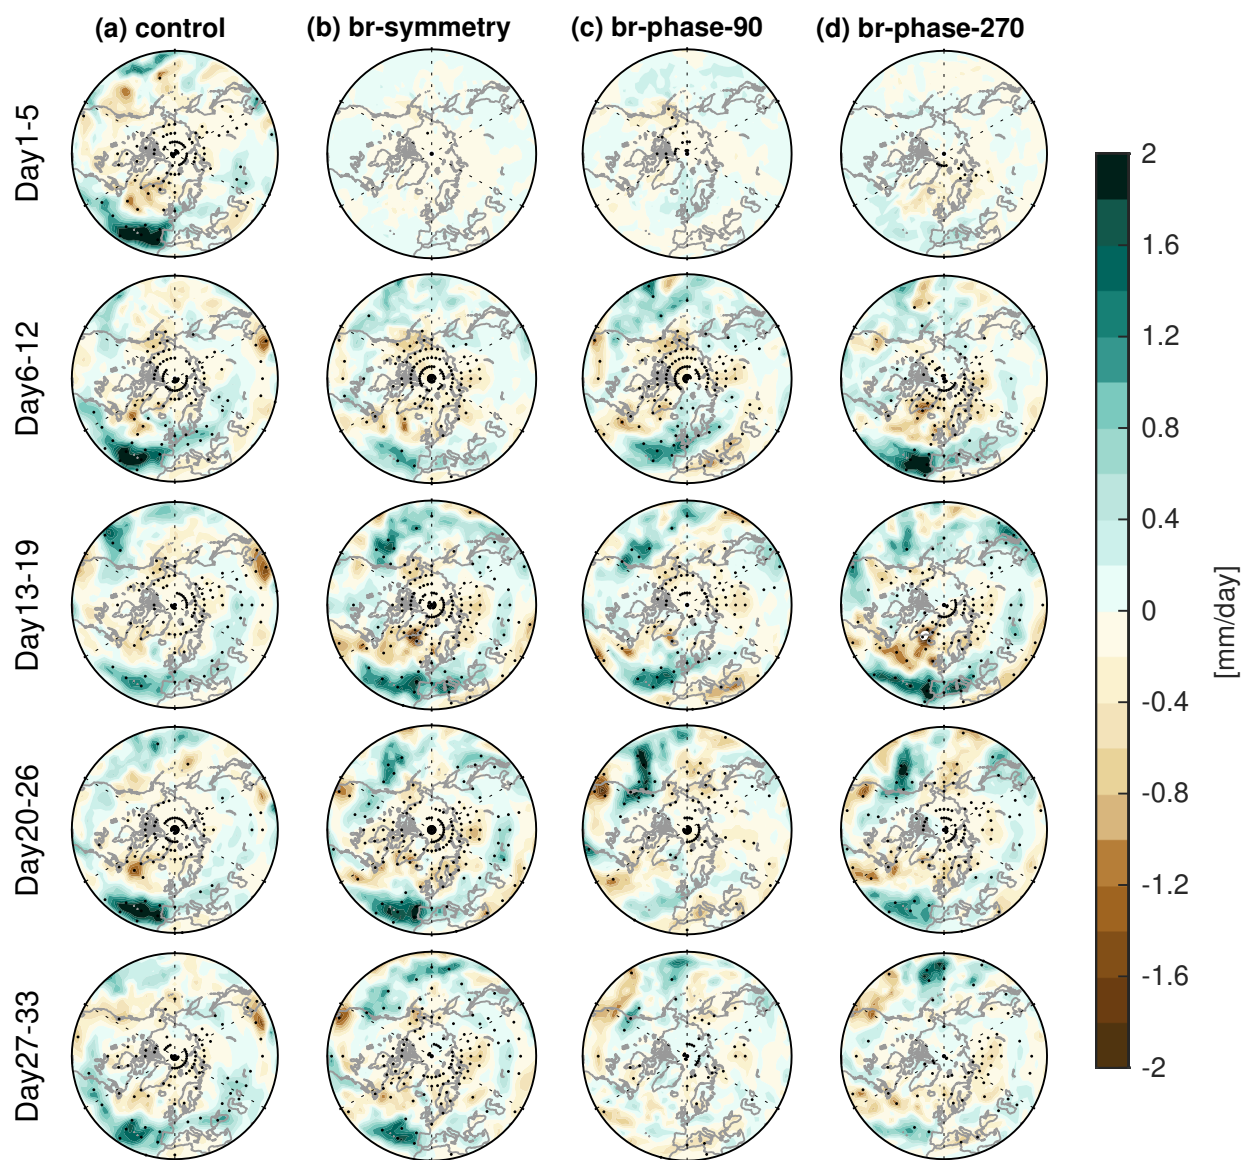 (a) control (b) br-symmetry (c) br-phase-90 (d) br-phase-270
Day1-5
Day6-12
Day13-19
Day20-26
Day27-33
2
1.6
1.2
0.8
0.4
0
-0.4
-0.8
-1.2
-1.6
-2
[mm/day]